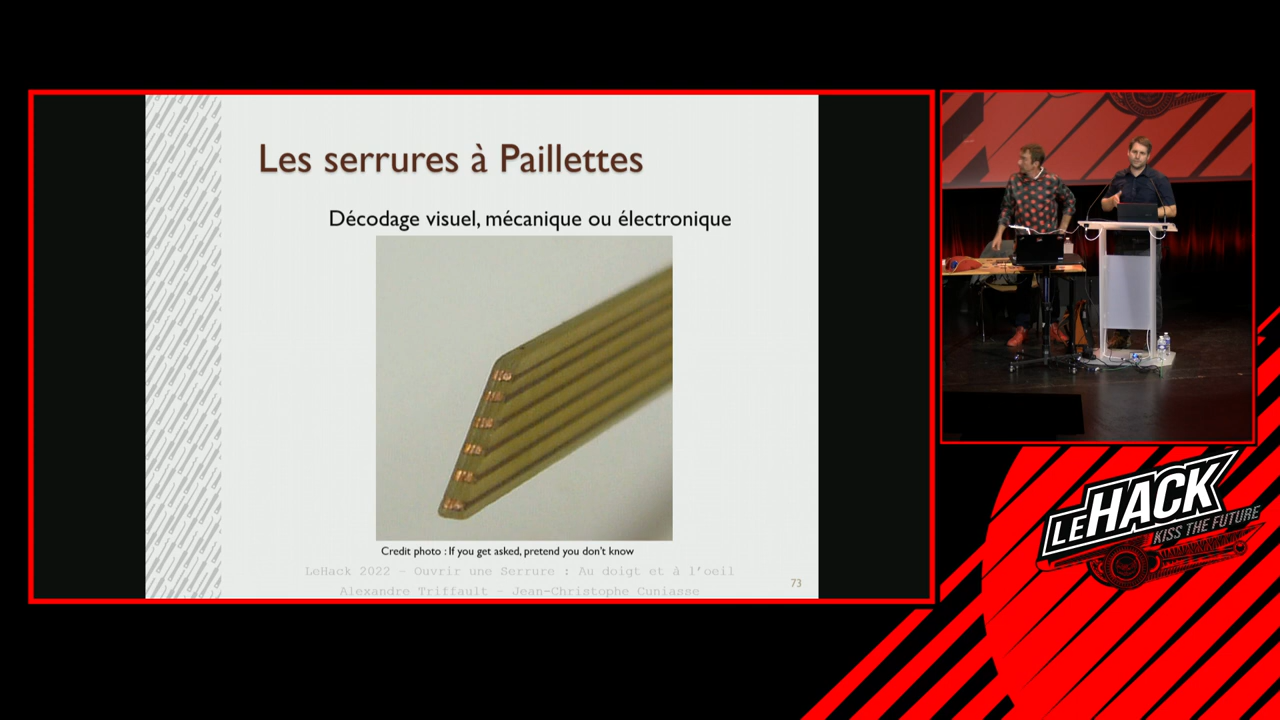 Les serrures à Paillettes
Décodage visuel, mécanique ou électronique
Credit photo : If you get asked, pretend you don't know
LeHack 2022 – Ouvrir une Serrure : Au doigt et à l'oeil
Alexandre Triffault – Jean-Christophe Cuniasse
73
LEHACK
KISS THE FUTURE